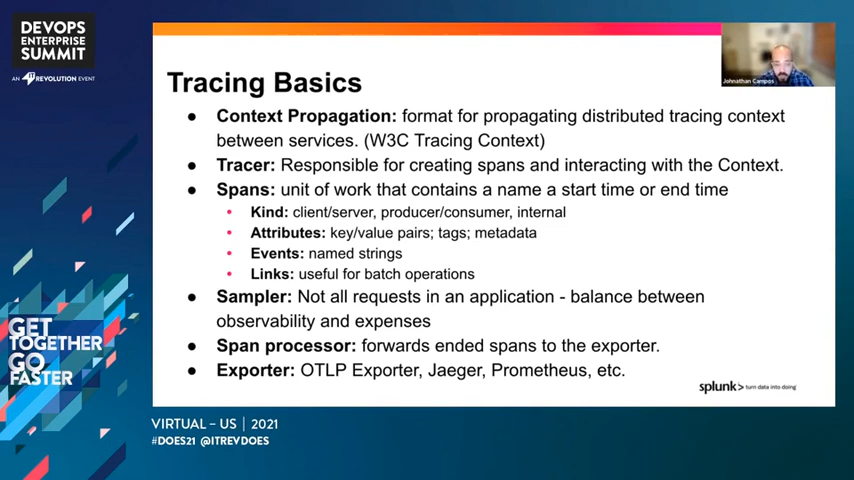 DEVOPS
ENTERPRISE
SUMMIT
AN IT REVOLUTION EVENT
Johnathan Campos
Tracing Basics
● Context Propagation: format for propagating distributed tracing context
between services. (W3C Tracing Context)
● Tracer: Responsible for creating spans and interacting with the Context.
● Spans: unit of work that contains a name a start time or end time
• Kind: client/server, producer/consumer, internal
• Attributes: key/value pairs; tags; metadata
• Events: named strings
• Links: useful for batch operations
● Sampler: Not all requests in an application - balance between
observability and expenses
● Span processor: forwards ended spans to the exporter.
● Exporter: OTLP Exporter, Jaeger, Prometheus, etc.
splunk> turn data into doing
GET
TOGETHER
GO
FASTER
VIRTUAL – US | 2021
#DOES21 @ITREVDOES